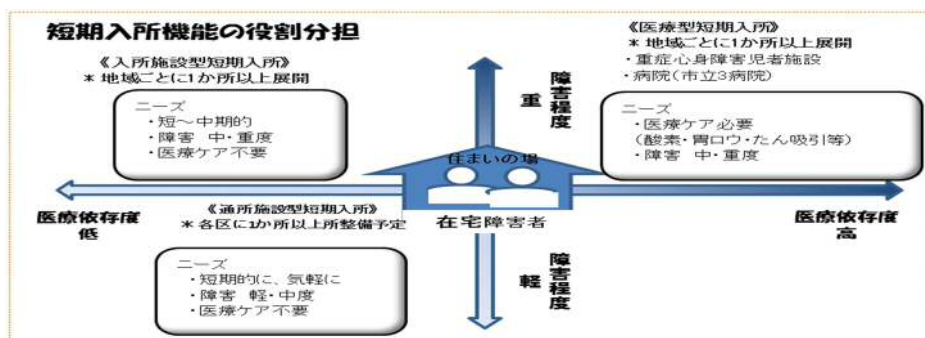 短期入所機能の役割分担
《入所施設型短期入所》
＊地域ごとに1か所以上展開
ニーズ
・短～中期的
・障害 中・重度
・医療ケア不要
障害程度
重
《医療型短期入所》
＊地域ごとに1か所以上展開
・重症心身障害児者施設
・病院（市立3病院）
ニーズ
・医療ケア必要
（酸素・胃ロウ・たん吸引等）
・障害 中・重度
住まいの場
在宅障害者
医療依存度
低
医療依存度
高
《通所施設型短期入所》
＊各区に1か所以上所整備予定
ニーズ
・短期的に、気軽に
・障害 軽・中度
・医療ケア不要
障害程度
軽